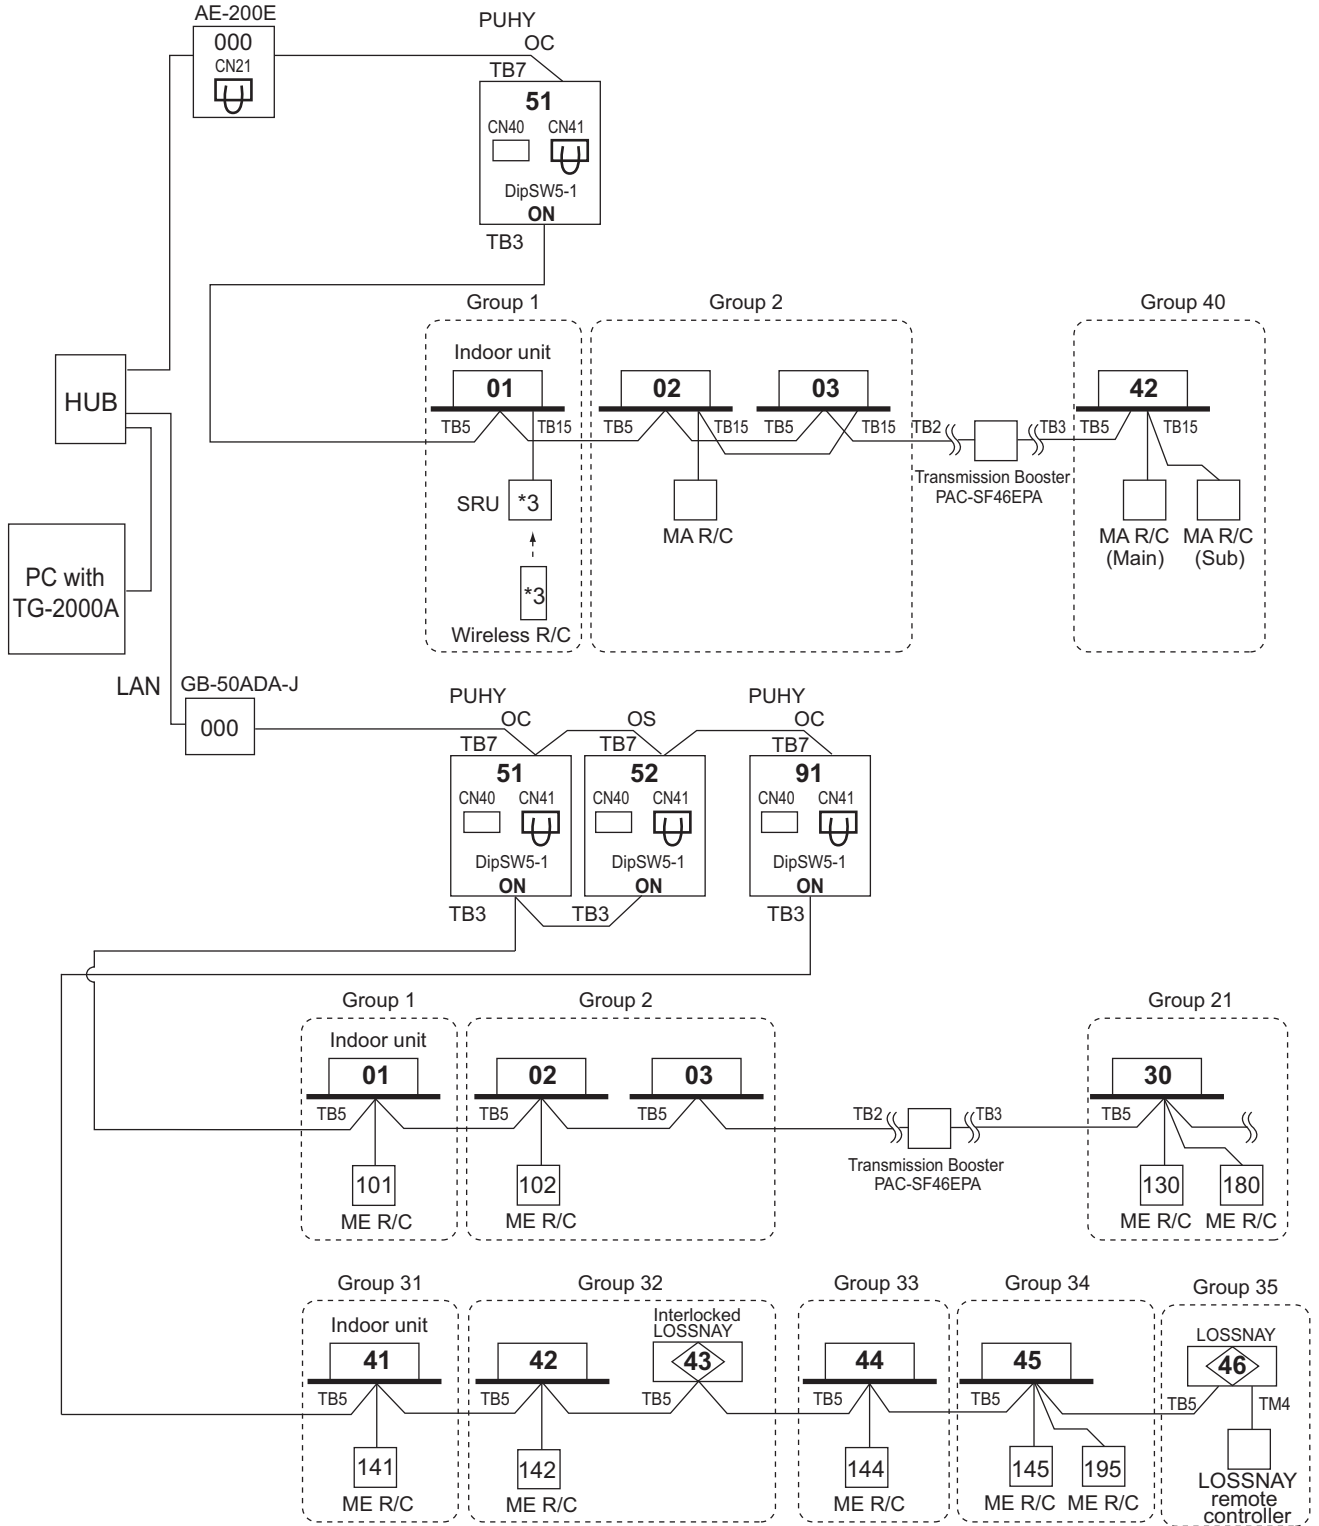 AE-200E
000
CN21
PUHY
OC
TB7
51
CN40 CN41
DipSW5-1
ON
TB3
Group 1 Group 2 Group 40
Indoor unit
01 02 03 42
TB5 TB15 TB5 TB15 TB5 TB15 TB2 TB3 TB5 TB15
HUB
Transmission Booster
PAC-SF46EPA
SRU *3
MA R/C
MA R/C
(Main)
MA R/C
(Sub)
*3
Wireless R/C
PC with
TG-2000A
LAN
GB-50ADA-J
000
PUHY PUHY
OC OS OC
TB7 TB7 TB7
51 52 91
CN40 CN41 CN40 CN41 CN40 CN41
DipSW5-1 DipSW5-1 DipSW5-1
ON ON ON
TB3 TB3 TB3
Group 1 Group 2 Group 21
Indoor unit
01 02 03 30
TB5 TB5 TB5 TB2 TB3 TB5
Transmission Booster
PAC-SF46EPA
101 102 130 180
ME R/C ME R/C ME R/C ME R/C
Group 31 Group 32 Group 33 Group 34 Group 35
Indoor unit
Interlocked
LOSSNAY
LOSSNAY
41 42 43 44 45 46
TB5 TB5 TB5 TB5 TB5 TB5 TM4
141 142 144 145 195
ME R/C ME R/C ME R/C ME R/C ME R/C
LOSSNAY
remote
controller